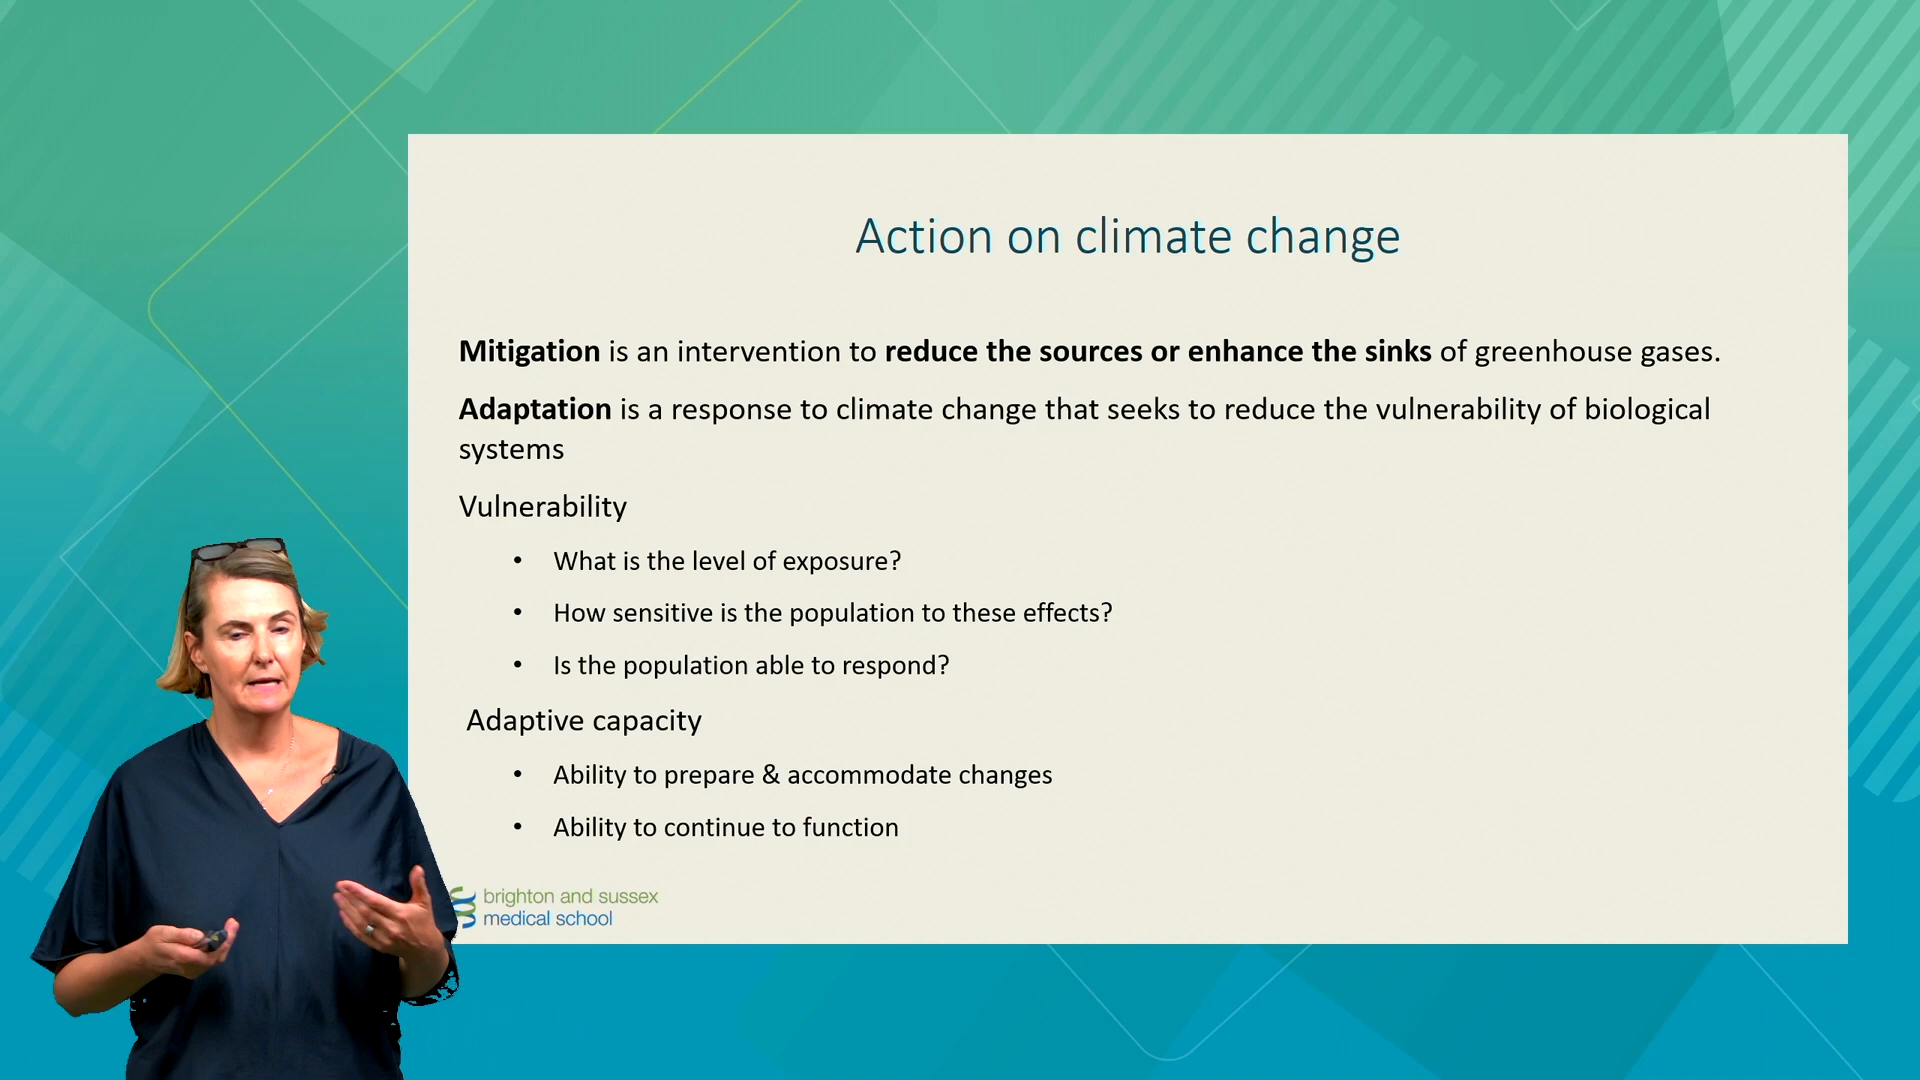 Action on climate change
Mitigation is an intervention to reduce the sources or enhance the sinks of greenhouse gases.
Adaptation is a response to climate change that seeks to reduce the vulnerability of biological
systems
Vulnerability
• What is the level of exposure?
• How sensitive is the population to these effects?
• Is the population able to respond?
Adaptive capacity
• Ability to prepare & accommodate changes
• Ability to continue to function
brighton and sussex
medical school